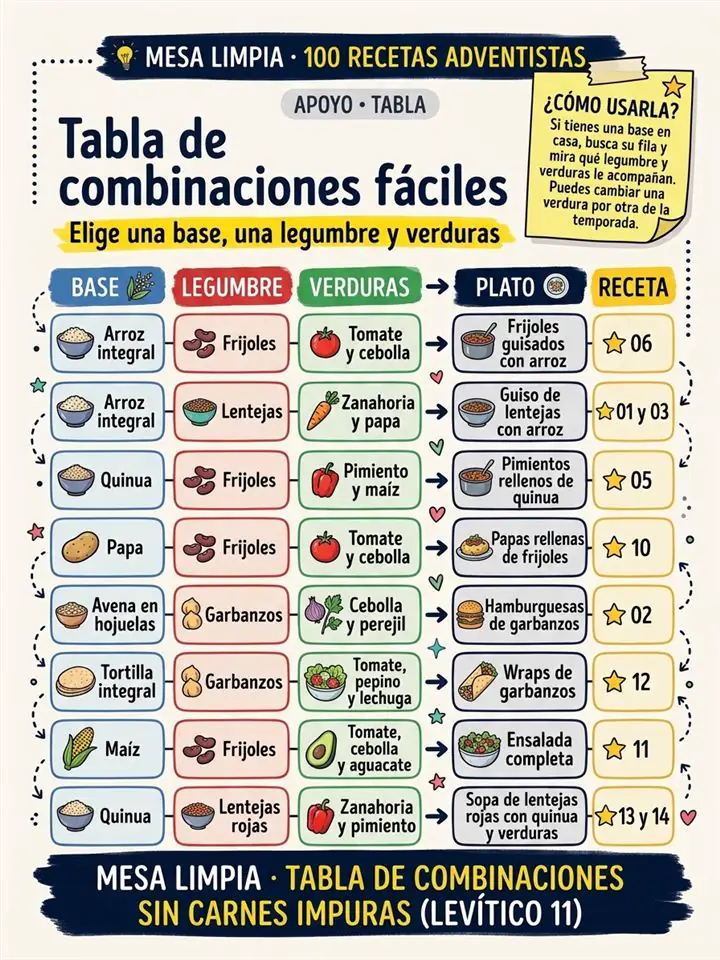 MESA LIMPIA · 100 RECETAS ADVENTISTAS
APOYO • TABLA
Tabla de
combinaciones fáciles
Elige una base, una legumbre y verduras
¿CÓMO USARLA?
Si tienes una base en
casa, busca su fila y
mira qué legumbre y
verduras le acompañan.
Puedes cambiar una
verdura por otra de la
temporada.
BASE LEGUMBRE VERDURAS → PLATO RECETA
Arroz
integral
Frijoles
Tomate
y cebolla
Frijoles
guisados
con arroz
06
Arroz
integral
Lentejas
Zanahoria
y papa
Guiso de
lentejas
con arroz
01 y 03
Quinua
Frijoles
Pimiento
y maíz
Pimientos
rellenos de
quinua
05
Papa
Frijoles
Tomate
y cebolla
Papas rellenas
de frijoles
10
Avena en
hojuelas
Garbanzos
Cebolla
y perejil
Hamburguesas
de garbanzos
02
Tortilla
integral
Garbanzos
Tomate,
pepino
y lechuga
Wraps de
garbanzos
12
Maíz
Frijoles
Tomate,
cebolla
y aguacate
Ensalada
completa
11
Quinua
Lentejas
rojas
Zanahoria
y pimiento
Sopa de lentejas
rojas con quinua
y verduras
13 y 14
MESA LIMPIA · TABLA DE COMBINACIONES
SIN CARNES IMPURAS (LEVÍTICO 11)